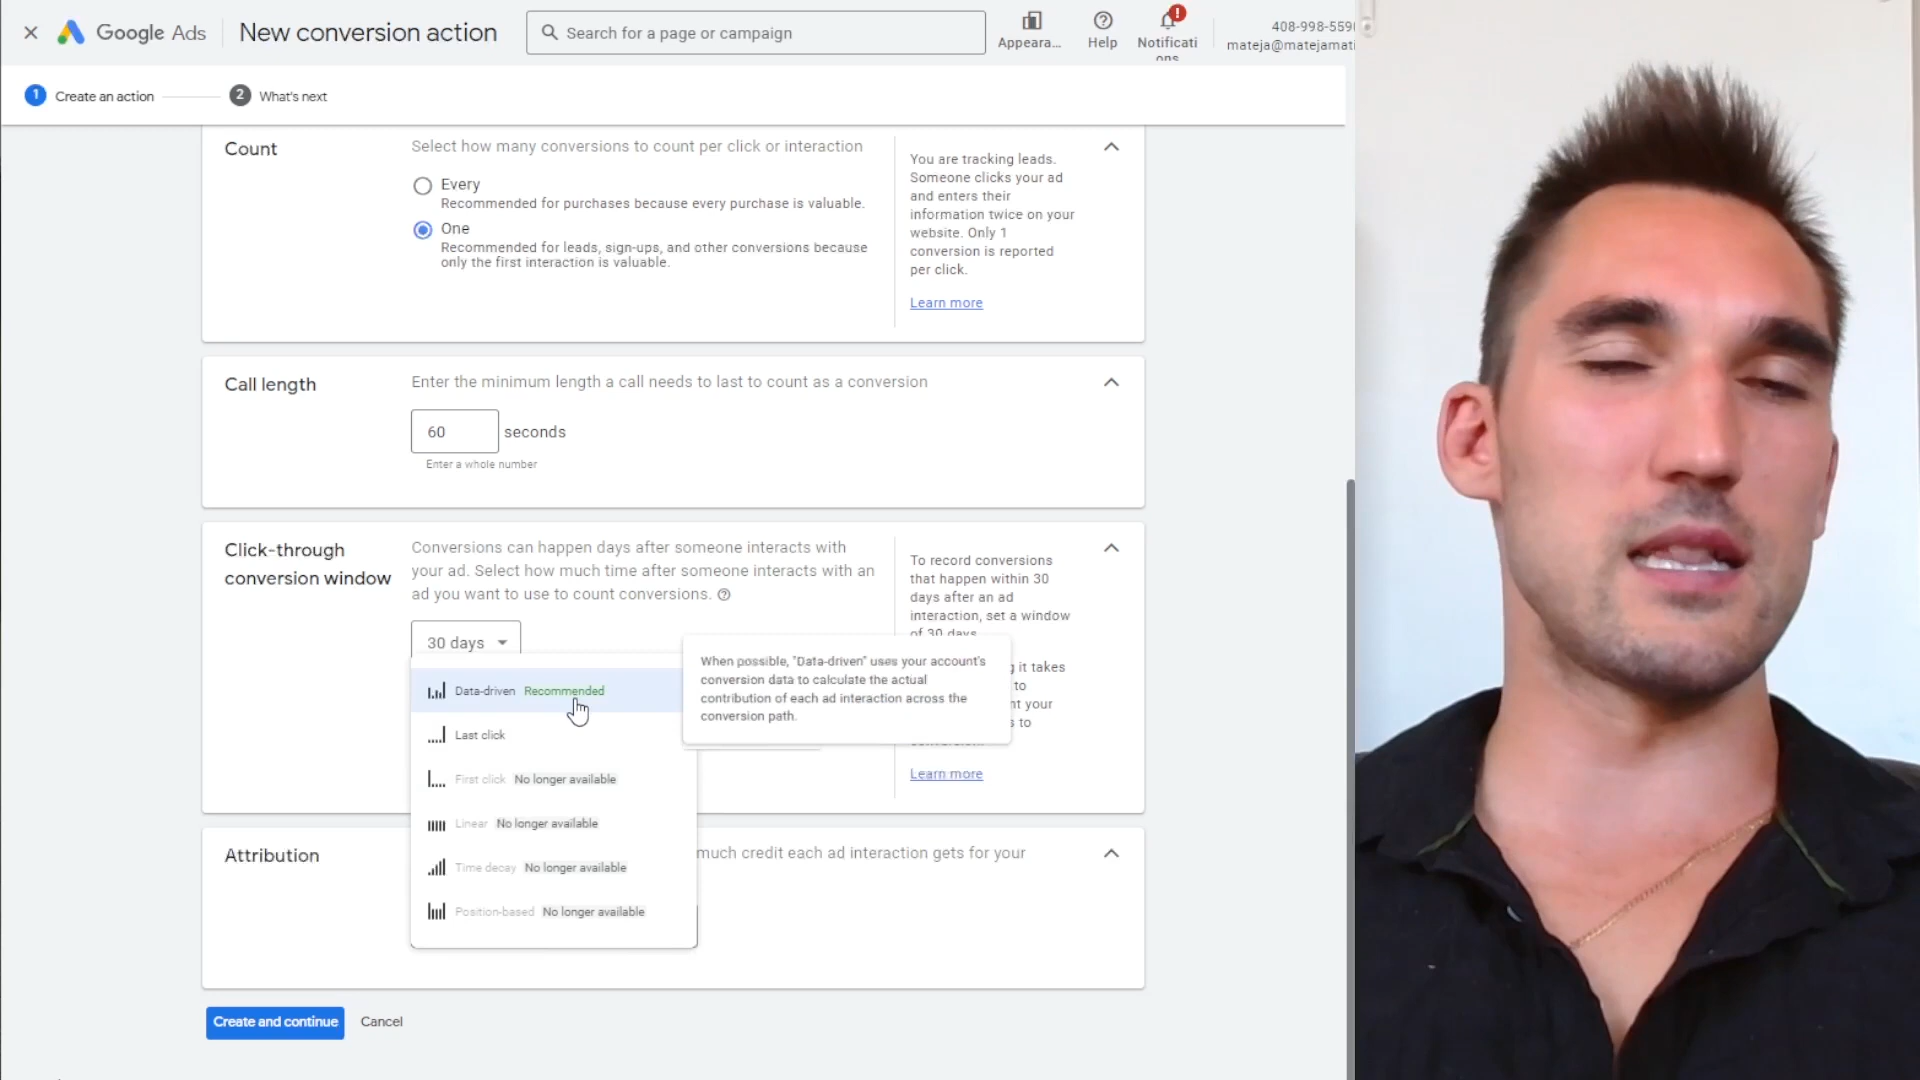 Google Ads
New conversion action
Search for a page or campaign
Appeara...
Help
Notificati
ons
!
408-998-559
mateja@matejamati
1 Create an action
2 What's next
Count
Select how many conversions to count per click or interaction
Every
Recommended for purchases because every purchase is valuable.
One
Recommended for leads, sign-ups, and other conversions because
only the first interaction is valuable.
You are tracking leads.
Someone clicks your ad
and enters their
information twice on your
website. Only 1
conversion is reported
per click.
Learn more
Call length
Enter the minimum length a call needs to last to count as a conversion
60 seconds
Enter a whole number
Click-through
conversion window
Conversions can happen days after someone interacts with
your ad. Select how much time after someone interacts with an
ad you want to use to count conversions.
30 days
To record conversions
that happen within 30
days after an ad
interaction, set a window
of 30 days
it takes
to
nt your
s to
Learn more
Data-driven Recommended
Last click
First click No longer available
Linear No longer available
Time decay No longer available
Position-based No longer available
When possible, "Data-driven" uses your account's
conversion data to calculate the actual
contribution of each ad interaction across the
conversion path.
Attribution
much credit each ad interaction gets for your
Create and continue
Cancel